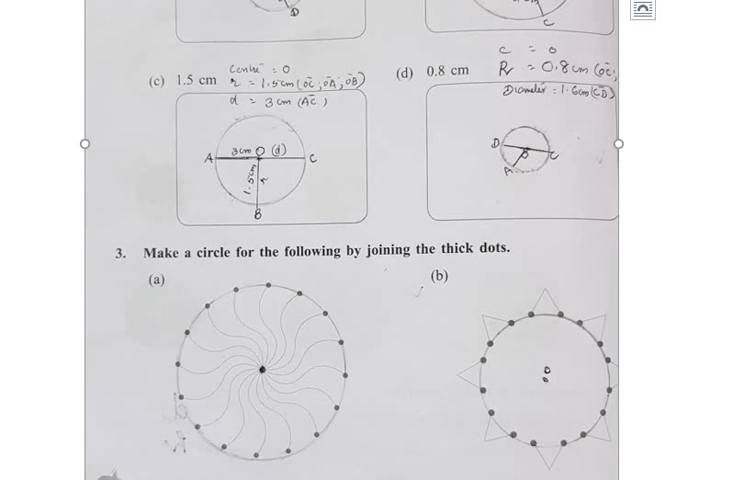 D
C
(c) 1.5 cm
Centre : O
r = 1.5cm (OC; OA; OB)
d = 3 cm (AC)
(d) 0.8 cm
C = O
R = 0.8cm (OC;
Diameter : 1.6cm (CD)
3cm O (d)
A
C
1.5cm r
B
D
C
A
3. Make a circle for the following by joining the thick dots.
(a)
(b)